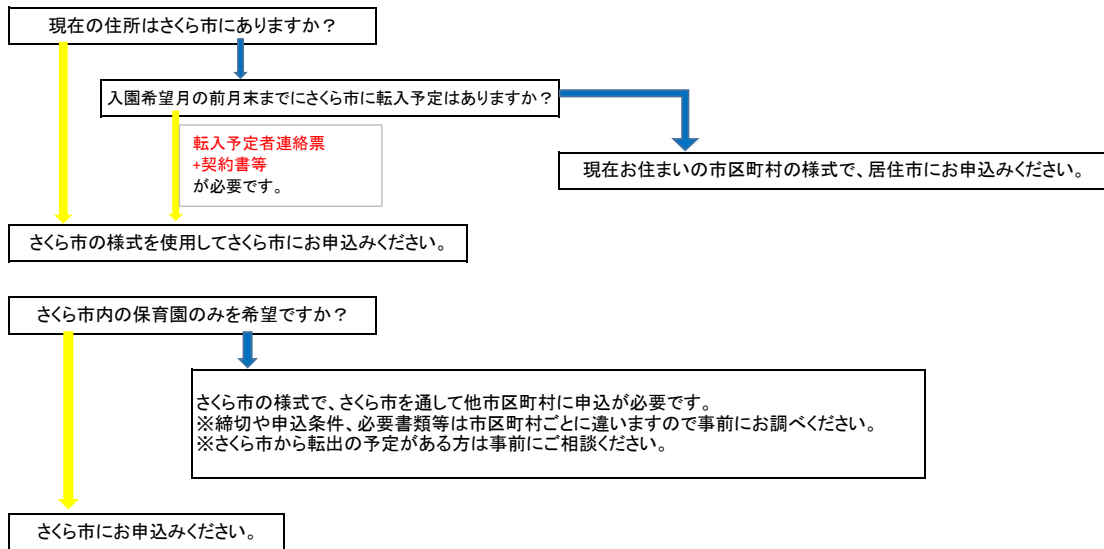 現在の住所はさくら市にありますか？
入園希望月の前月末までにさくら市に転入予定はありますか？
転入予定者連絡票
+契約書等
が必要です。
現在お住まいの市区町村の様式で、居住市にお申込みください。
さくら市の様式を使用してさくら市にお申込みください。
さくら市内の保育園のみを希望ですか？
さくら市の様式で、さくら市を通して他市区町村に申込が必要です。
※締切や申込条件、必要書類等は市区町村ごとに違いますので事前にお調べください。
※さくら市から転出の予定がある方は事前にご相談ください。
さくら市にお申込みください。